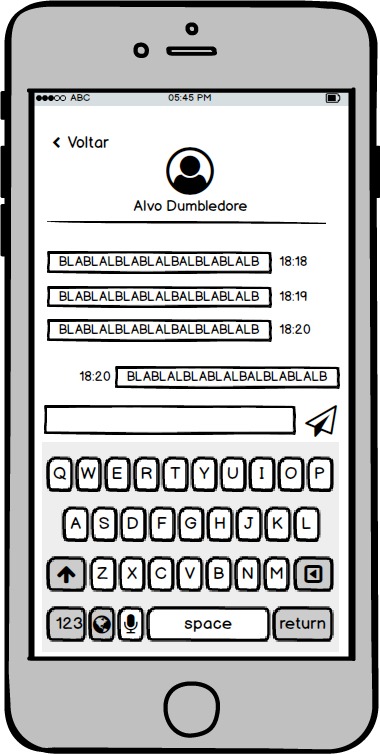 ABC 05:45 PM
Voltar
Alvo Dumbledore
BLABLALBLABLALBALBLABLALB 18:18
BLABLALBLABLALBALBLABLALB 18:19
BLABLALBLABLALBALBLABLALB 18:20
18:20 BLABLALBLABLALBALBLABLALB
Q W E R T Y U I O P
A S D F G H J K L
Z X C V B N M
123 space return